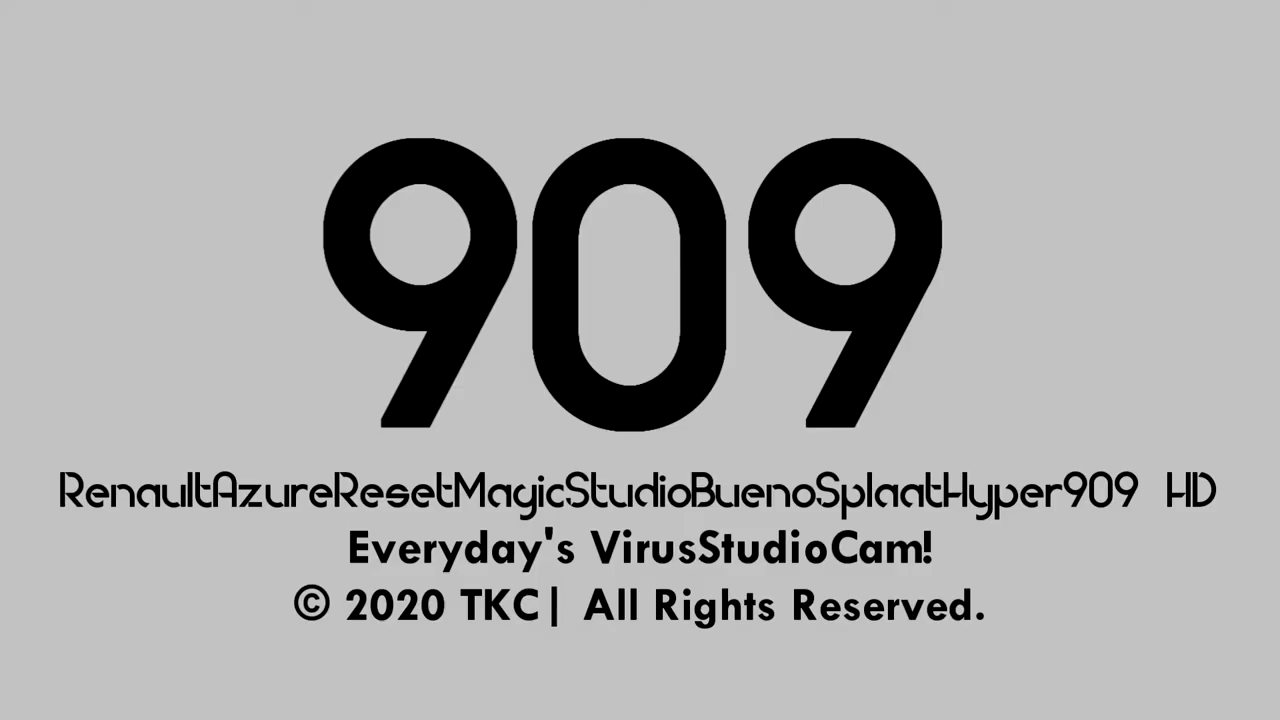 909
RenaultAzureResetMagicStudioBuenoSplaatHyper909 HD
Everyday's VirusStudioCam!
© 2020 TKC| All Rights Reserved.